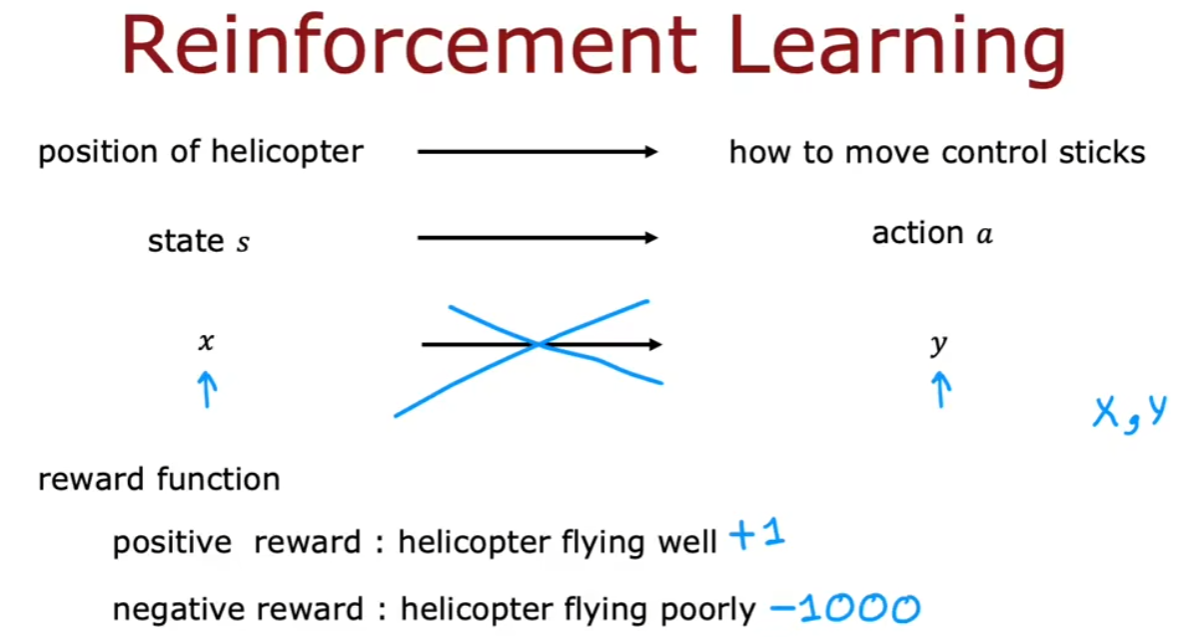 Reinforcement Learning
position of helicopter how to move control sticks
state s action a
x y
X, Y
reward function
positive reward : helicopter flying well +1
negative reward : helicopter flying poorly -1000